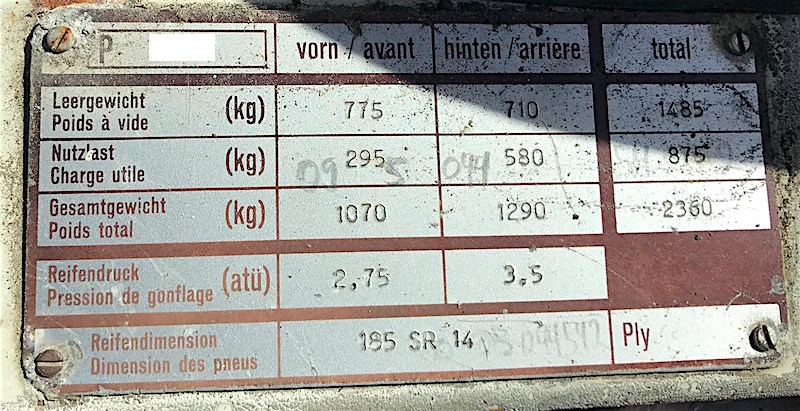 P vorn / avant hinten / arrière total
Leergewicht (kg) 775 710 1485
Poids à vide
Nutzlast (kg) 295 580 875
Charge utile
Gesamtgewicht (kg) 1070 1290 2360
Poids total
Reifendruck (atü) 2,75 3.5
Pression de gonflage
Reifendimension 185 SR 14 Ply
Dimension des pneus